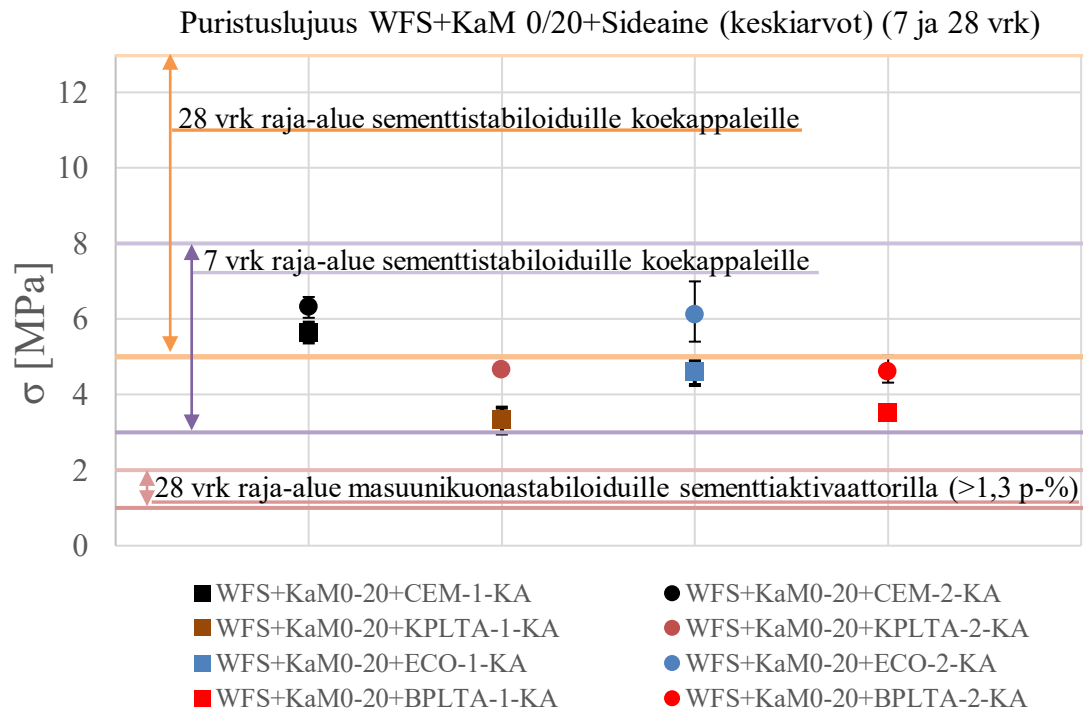 Puristuslujuus WFS+KaM 0/20+Sideaine (keskiarvot) (7 ja 28 vrk)
12
28 vrk raja-alue sementtistabiloiduille koekappaleille
10
8
7 vrk raja-alue sementtistabiloiduille koekappaleille
6
σ [MPa]
4
2
28 vrk raja-alue masuunikuonastabiloiduille sementtiaktivaattorilla (>1,3 p-%)
0
WFS+KaM0-20+CEM-1-KA WFS+KaM0-20+CEM-2-KA
WFS+KaM0-20+KPLTA-1-KA WFS+KaM0-20+KPLTA-2-KA
WFS+KaM0-20+ECO-1-KA WFS+KaM0-20+ECO-2-KA
WFS+KaM0-20+BPLTA-1-KA WFS+KaM0-20+BPLTA-2-KA